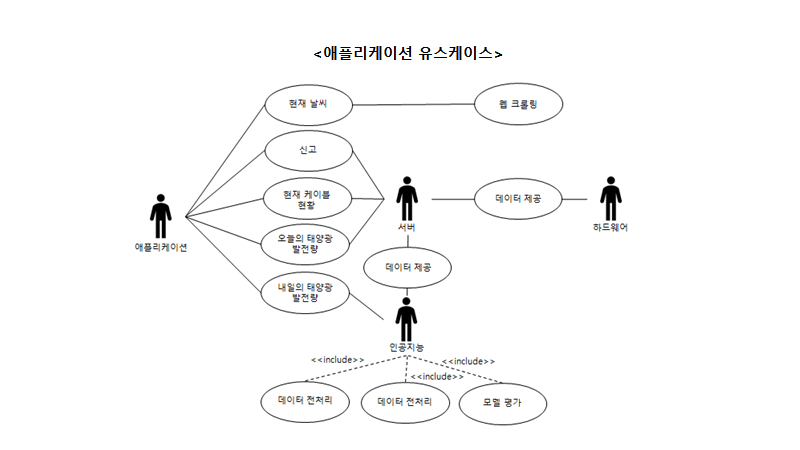 <애플리케이션 유스케이스>
현재 날씨
웹 크롤링
신고
현재 케이블
현황
데이터 제공
애플리케이션
서버
하드웨어
오늘의 태양광
발전량
데이터 제공
내일의 태양광
발전량
인공지능
<<include>>
<<include>>
<<include>>
데이터 전처리
데이터 전처리
모델 평가